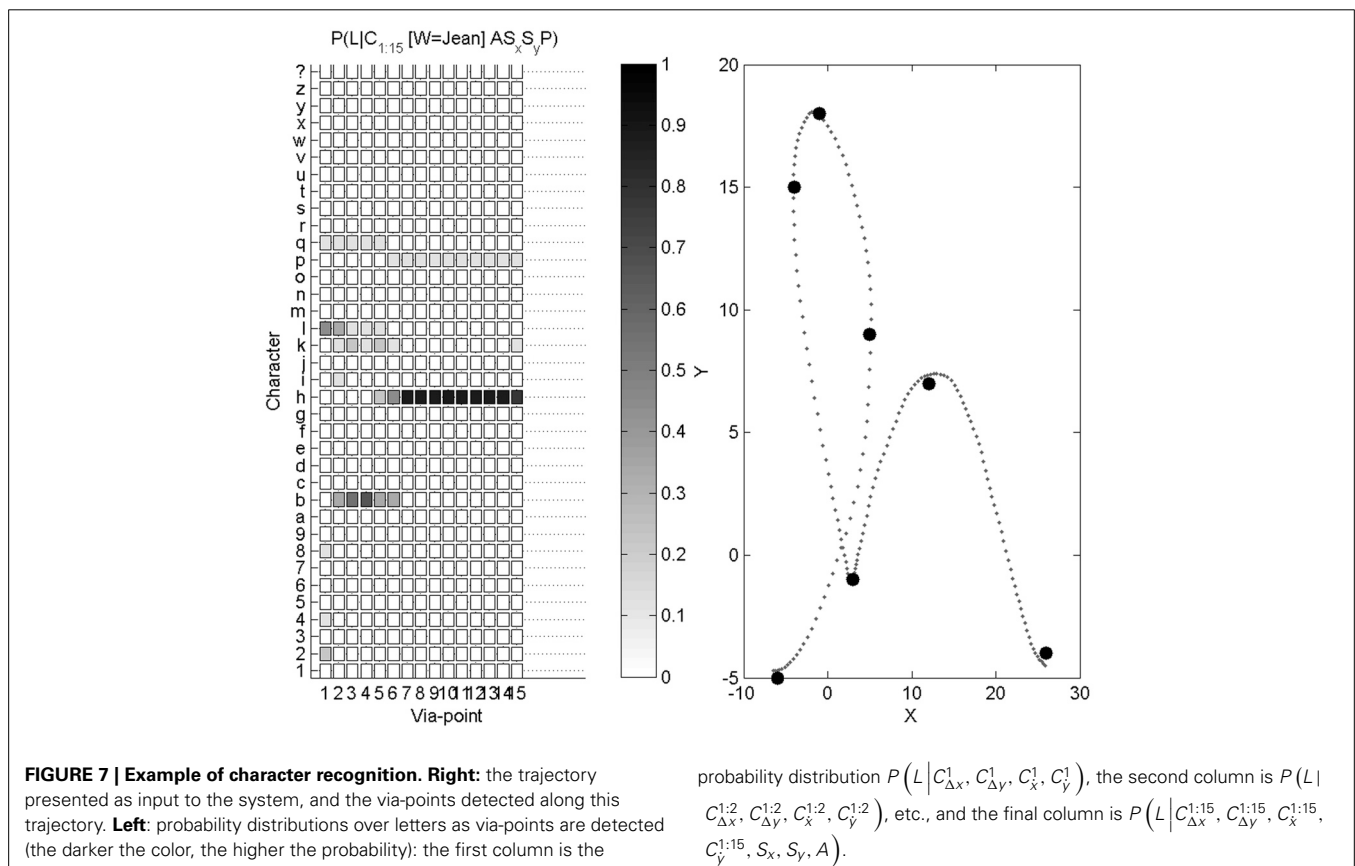 P(L|C1:15 [W=Jean] ASxSyP)
?
z
y
x
w
v
u
t
s
r
q
p
o
n
m
l
k
j
i
h
g
f
e
d
c
b
a
9
8
7
6
5
4
3
2
1
Character
1 2 3 4 5 6 7 8 9 10 11 12 13 14 15
Via-point
1
0.9
0.8
0.7
0.6
0.5
0.4
0.3
0.2
0.1
0
20
15
10
5
0
-5
Y
-10 0 10 20 30
X
FIGURE 7 | Example of character recognition. Right: the trajectory
presented as input to the system, and the via-points detected along this
trajectory. Left: probability distributions over letters as via-points are detected
(the darker the color, the higher the probability): the first column is the
probability distribution P(L|C¹Δx, C¹Δy, C¹ẋ, C¹ẏ), the second column is P(L|
C¹:²Δx, C¹:²Δy, C¹:²ẋ, C¹:²ẏ), etc., and the final column is P(L|C¹:¹⁵Δx, C¹:¹⁵Δy, C¹:¹⁵ẋ,
C¹:¹⁵ẏ, Sx, Sy, A).